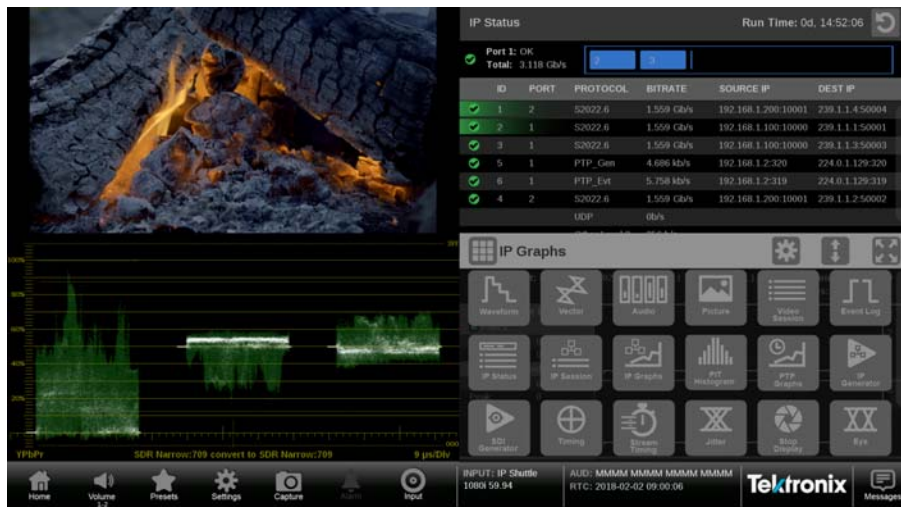 IP Status
Run Time: 0d, 14:52:06
Port 1: OK
Total: 3.118 Gb/s
2
3
ID PORT PROTOCOL BITRATE SOURCE IP DEST IP
1 2 S2022.6 1.559 Gb/s 192.168.1.200:10001 239.1.1.4:50004
2 1 S2022.6 1.559 Gb/s 192.168.1.100:10000 239.1.1.1:50001
3 1 S2022.6 1.559 Gb/s 192.168.1.100:10000 239.1.1.3:50003
5 1 PTP_Gen 4.686 kb/s 192.168.1.2:320 224.0.1.129:320
6 1 PTP_Evt 5.758 kb/s 192.168.1.2:319 224.0.1.129:319
4 2 S2022.6 1.559 Gb/s 192.168.1.200:10001 239.1.1.2:50002
UDP 0b/s
IP Graphs
Waveform Vector Audio Picture Video Session Event Log
IP Status IP Session IP Graphs PIT Histogram PTP Graphs IP Generator
SDI Generator Timing Stream Timing Jitter Stop Display Eye
100%
80%
60%
40%
20%
YPbPr
SDR Narrow:709 convert to SDR Narrow:709
9 µs/Div
Home
Volume
1-2
Presets
Settings
Capture
Alarm
Input
INPUT: IP Shuttle
1080i 59.94
AUD: MMMM MMMM MMMM MMMM
RTC: 2018-02-02 09:00:06
Tektronix
Messages